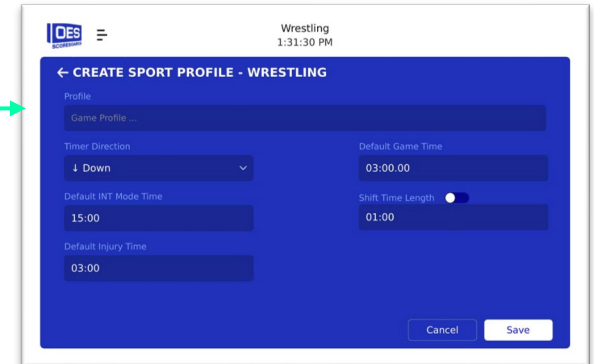 OES
SCOREBOARDS
Wrestling
1:31:30 PM
← CREATE SPORT PROFILE - WRESTLING
Profile
Game Profile ...
Timer Direction
Default Game Time
↓ Down
03:00.00
Default INT Mode Time
Shift Time Length
15:00
01:00
Default Injury Time
03:00
Cancel
Save